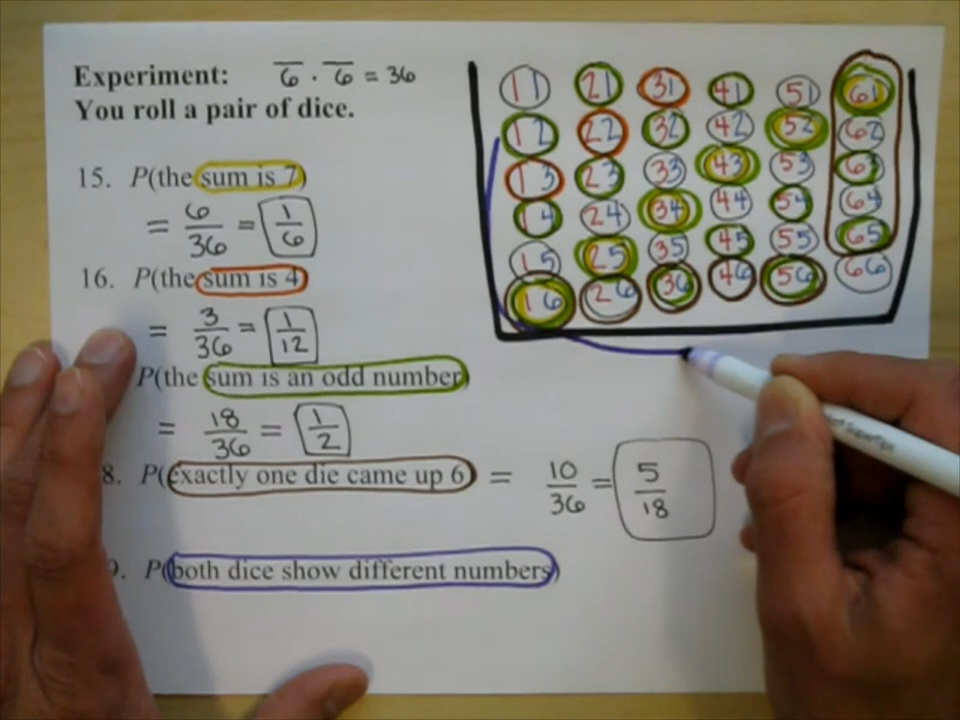 Experiment: 6 · 6 = 36
You roll a pair of dice.
15. P(the sum is 7)
= 6/36 = 1/6
16. P(the sum is 4)
= 3/36 = 1/12
P(the sum is an odd number)
= 18/36 = 1/2
8. P(exactly one die came up 6) = 10/36 = 5/18
9. P(both dice show different numbers)
11 21 31 41 51 61
12 22 32 42 52 62
13 23 33 43 53 63
14 24 34 44 54 64
15 25 35 45 55 65
16 26 36 46 56 66
SuperTips